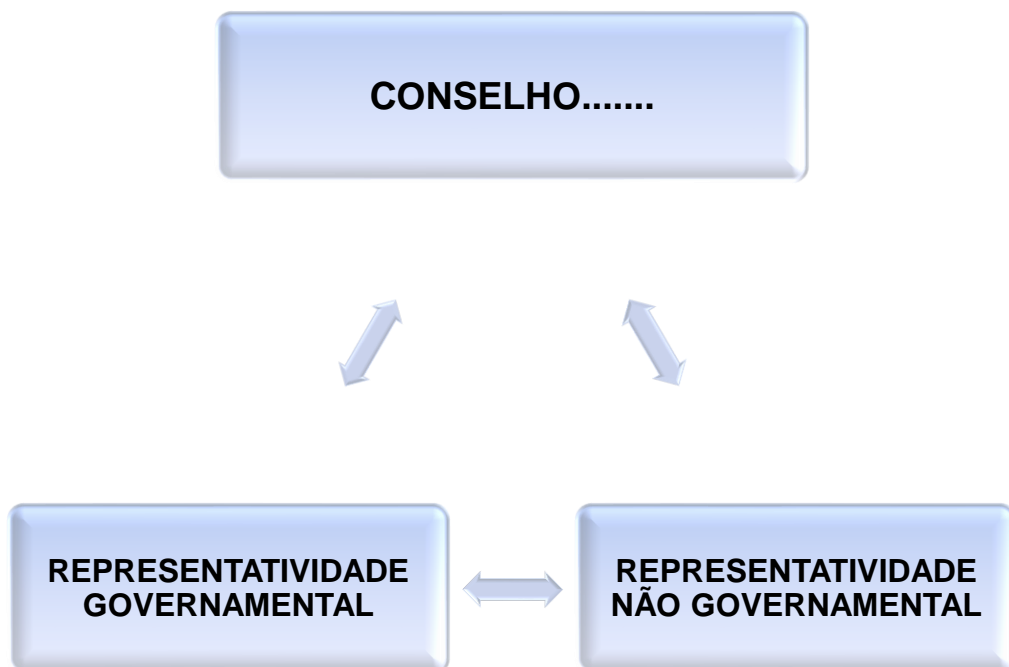 CONSELHO.......
REPRESENTATIVIDADE
GOVERNAMENTAL
REPRESENTATIVIDADE
NÃO GOVERNAMENTAL